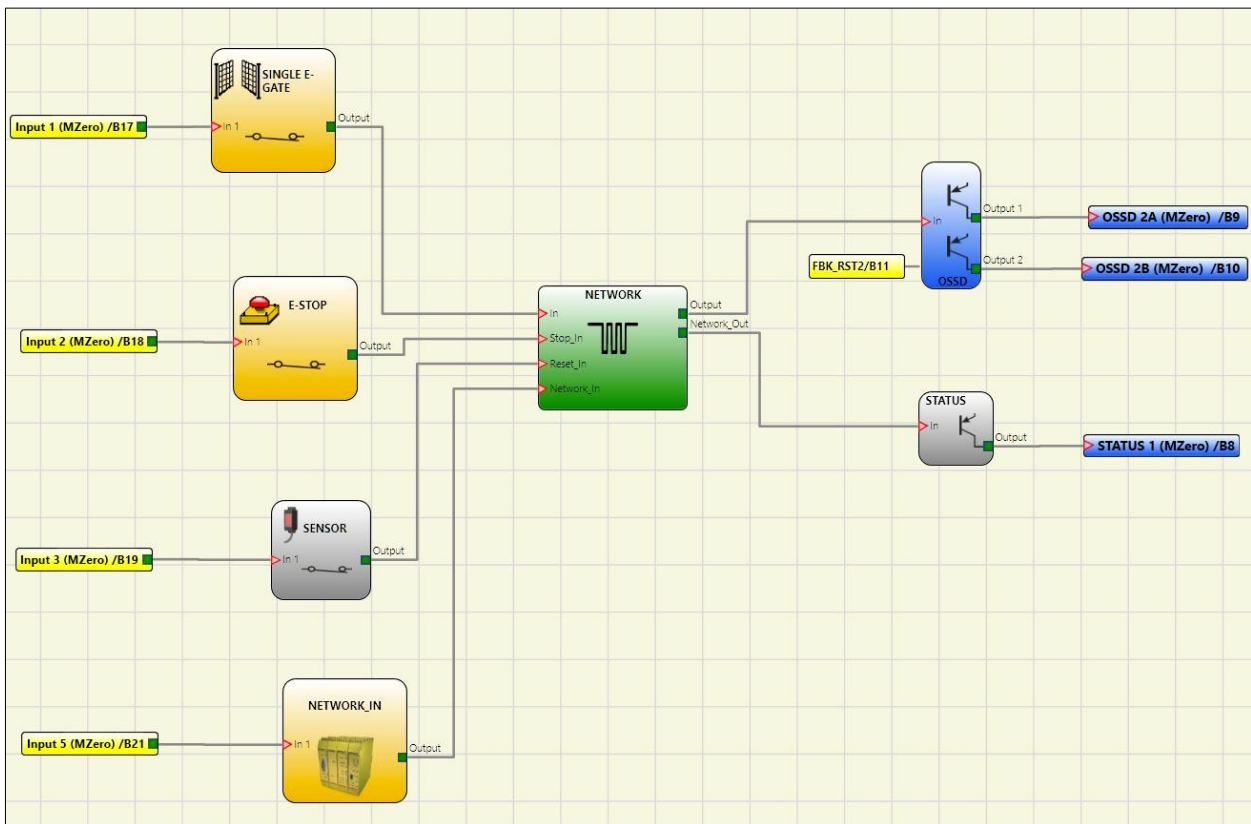 SINGLE E-
GATE
Input 1 (MZero) /B17
In 1
Output
E-STOP
Input 2 (MZero) /B18
In 1
Output
SENSOR
Input 3 (MZero) /B19
In 1
Output
NETWORK_IN
Input 5 (MZero) /B21
In 1
Output
NETWORK
In
Stop_In
Reset_In
Network_In
Output
Network_Out
In
Output 1
Output 2
OSSD
FBK_RST2/B11
OSSD 2A (MZero) /B9
OSSD 2B (MZero) /B10
STATUS
In
Output
STATUS 1 (MZero) /B8